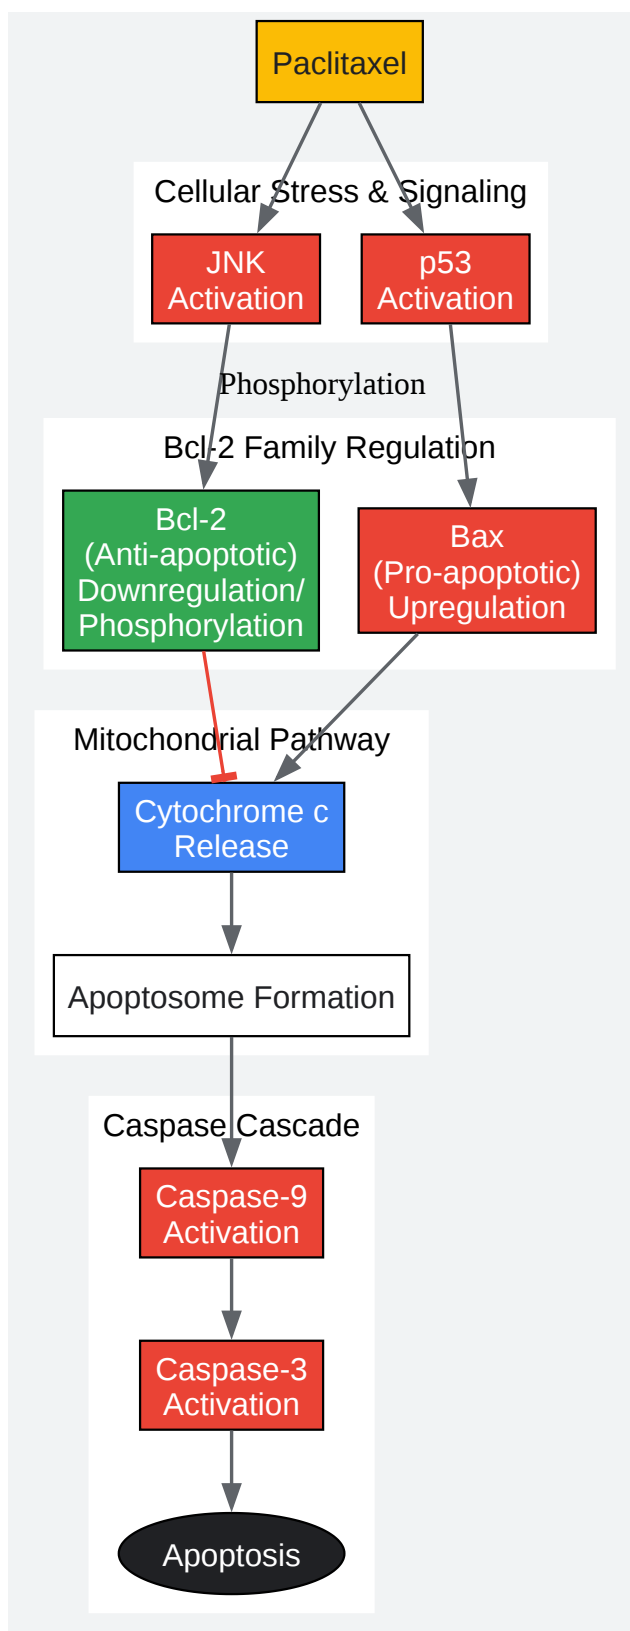 Paclitaxel
Cellular Stress & Signaling
JNK
Activation
p53
Activation
Phosphorylation
Bcl-2 Family Regulation
Bcl-2
(Anti-apoptotic)
Downregulation/
Phosphorylation
Bax
(Pro-apoptotic)
Upregulation
Mitochondrial Pathway
Cytochrome c
Release
Apoptosome Formation
Caspase Cascade
Caspase-9
Activation
Caspase-3
Activation
Apoptosis